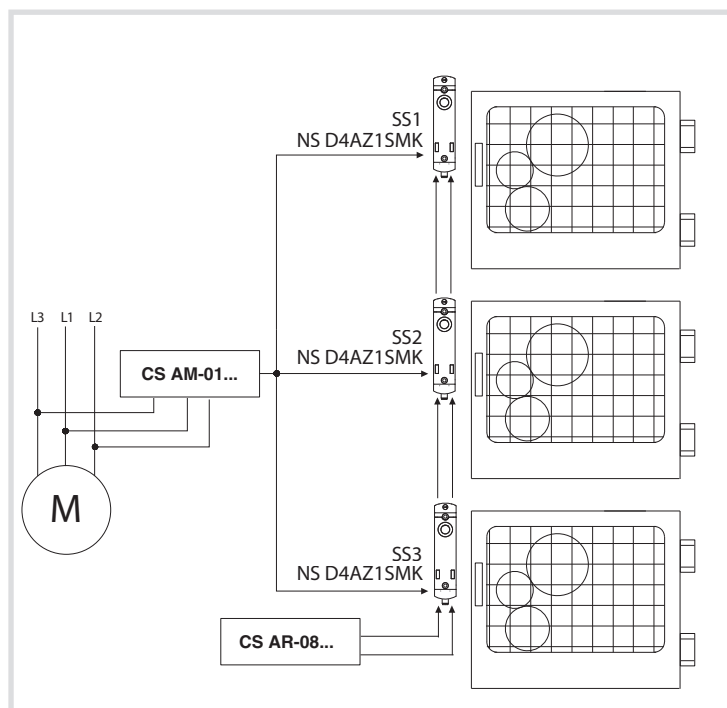 SS1
NS D4AZ1SMK
L3
L1
L2
SS2
NS D4AZ1SMK
CS AM-01...
M
SS3
NS D4AZ1SMK
CS AR-08...